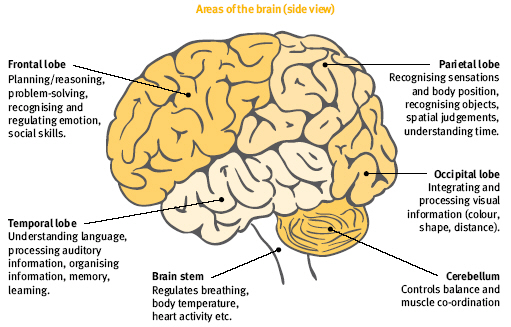 Areas of the brain (side view)
Frontal lobe
Planning/reasoning,
problem-solving,
recognising and
regulating emotion,
social skills.
Parietal lobe
Recognising sensations
and body position,
recognising objects,
spatial judgements,
understanding time.
Occipital lobe
Integrating and
processing visual
information (colour,
shape, distance).
Temporal lobe
Understanding language,
processing auditory
information, organising
information, memory,
learning.
Brain stem
Regulates breathing,
body temperature,
heart activity etc.
Cerebellum
Controls balance and
muscle co-ordination